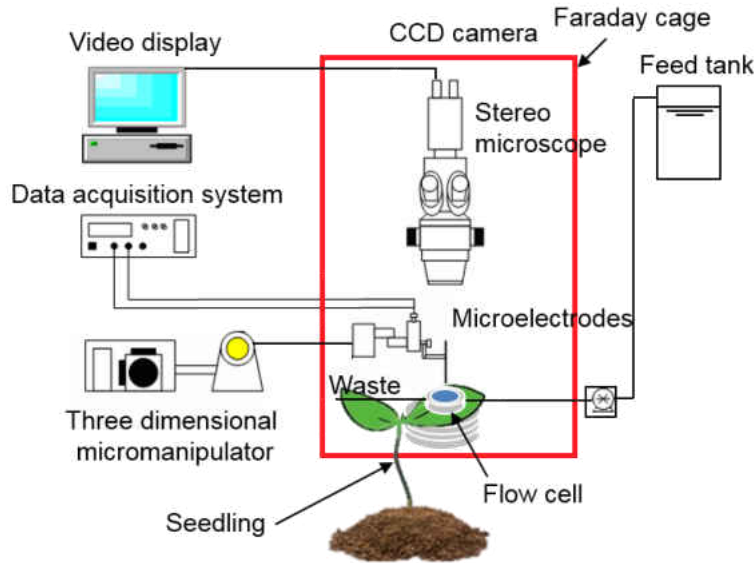 Video display
CCD camera
Faraday cage
Feed tank
Stereo
microscope
Data acquisition system
Microelectrodes
Waste
Three dimensional
micromanipulator
Flow cell
Seedling